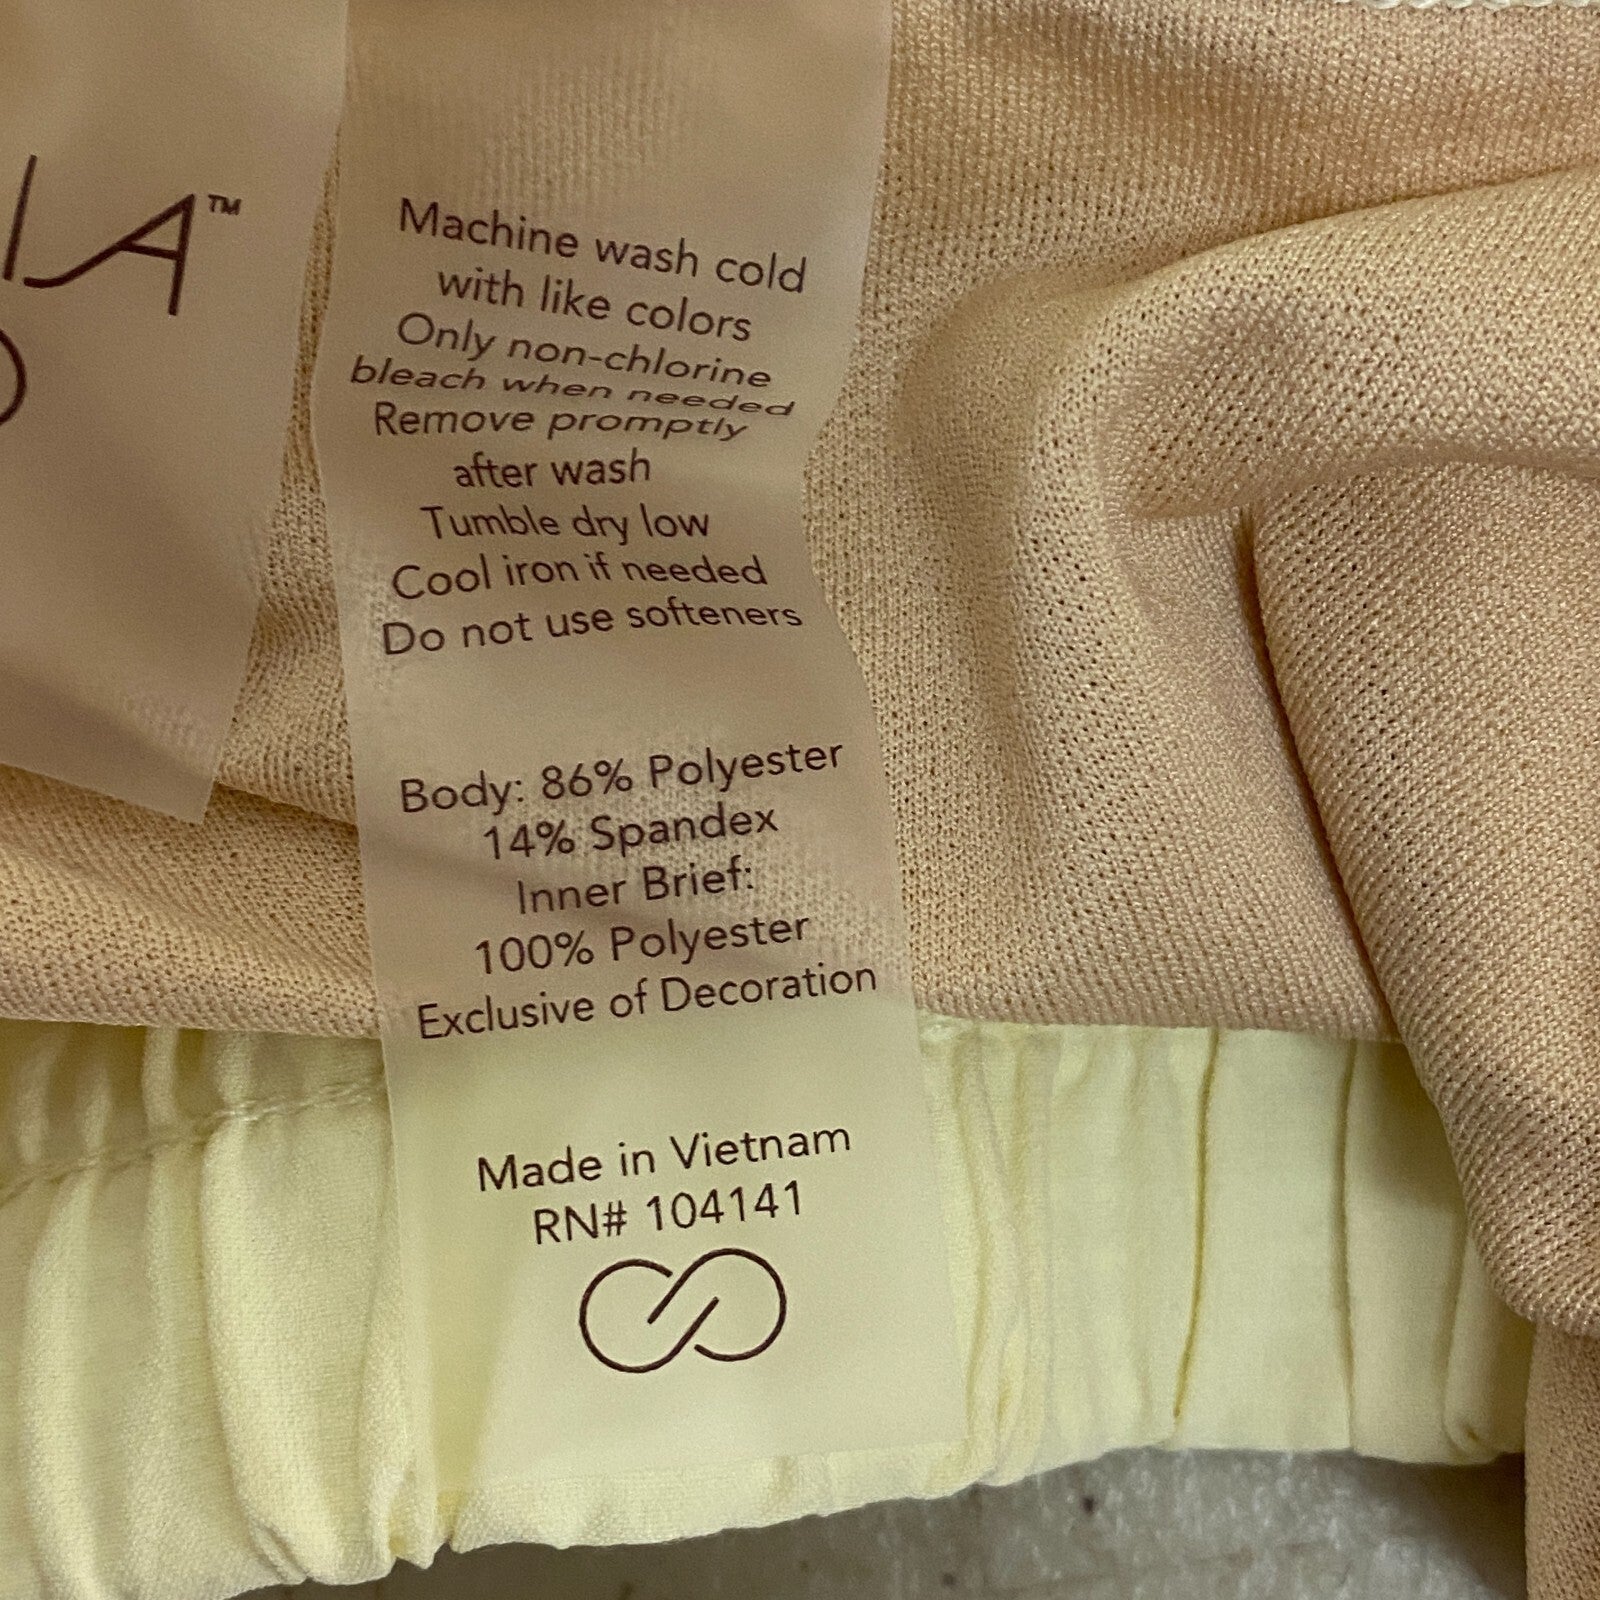 IA™
Machine wash cold
with like colors
Only non-chlorine
bleach when needed
Remove promptly
after wash
Tumble dry low
Cool iron if needed
Do not use softeners
Body: 86% Polyester
14% Spandex
Inner Brief:
100% Polyester
Exclusive of Decoration
Made in Vietnam
RN# 104141